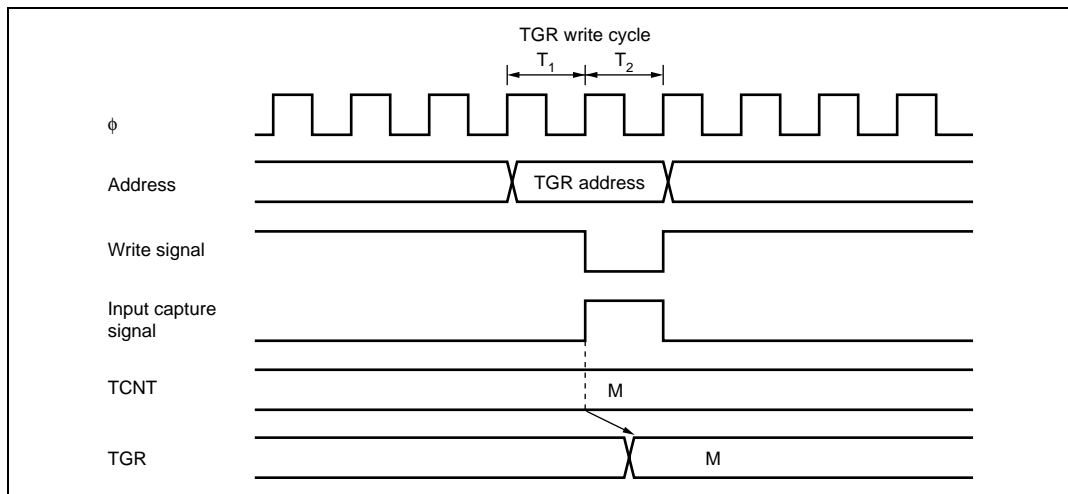 TGR write cycle
T1 T2
ϕ
Address
TGR address
Write signal
Input capture
signal
TCNT
M
TGR
M